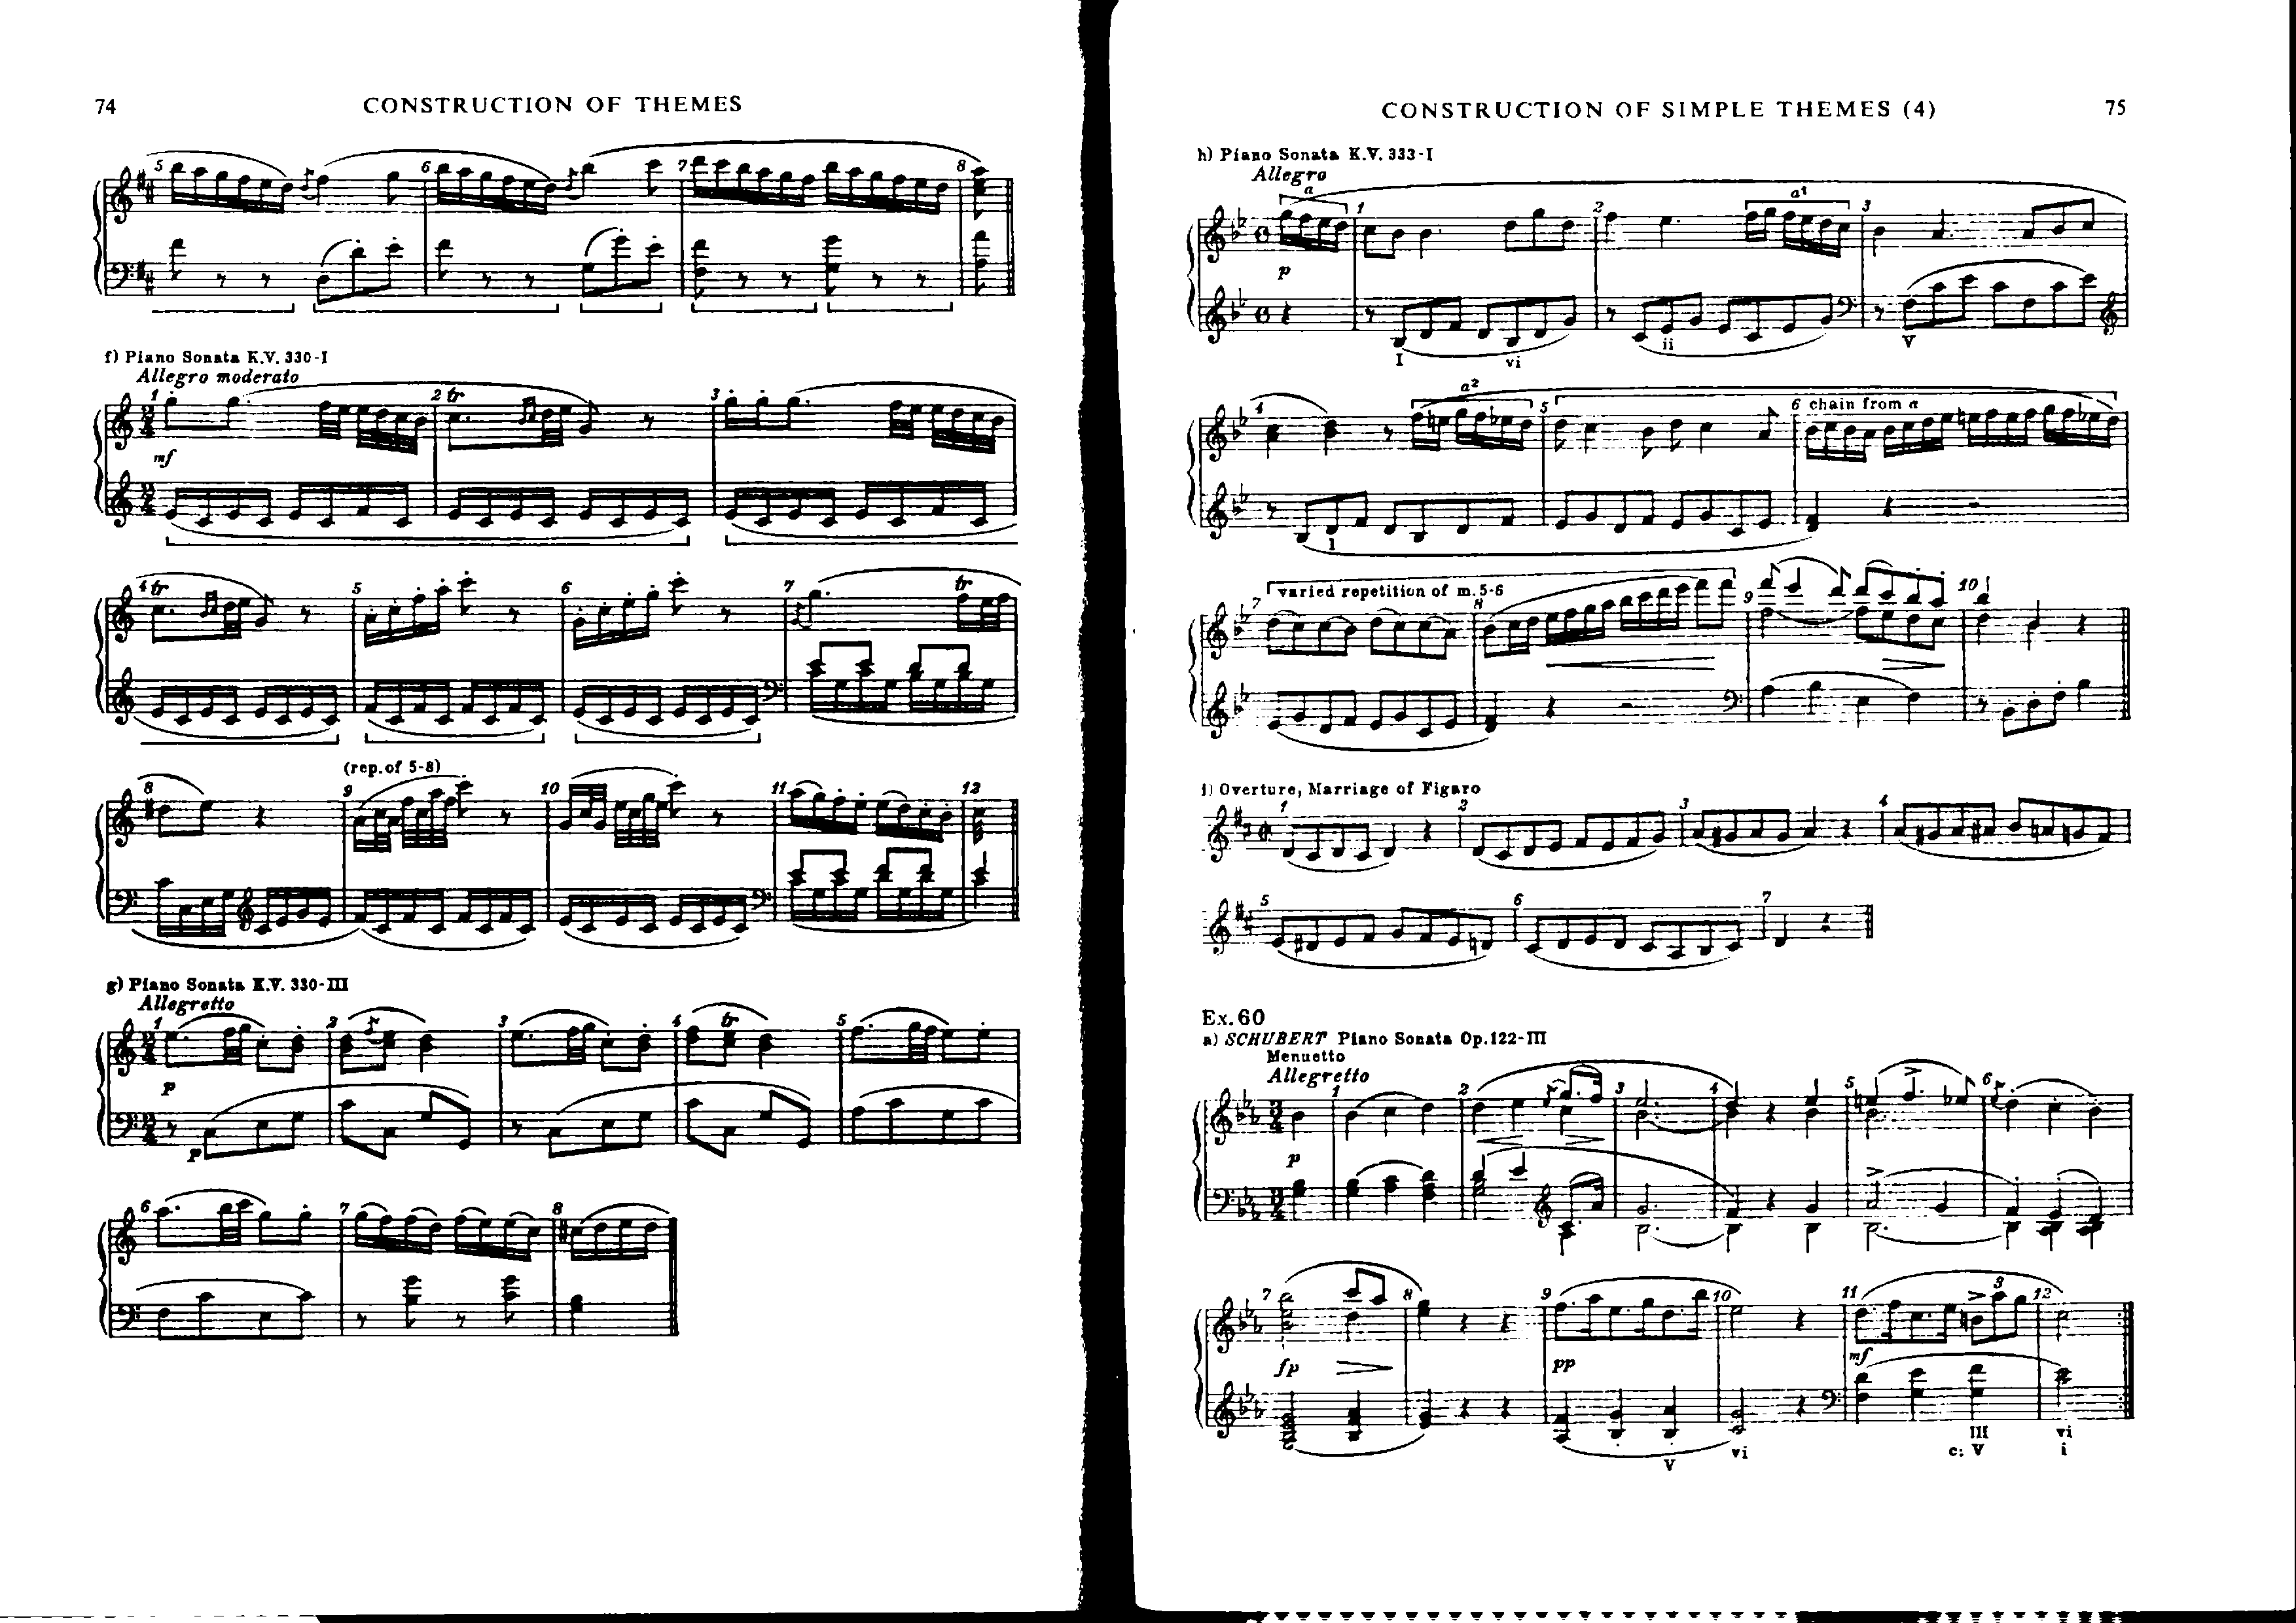 74
CONSTRUCTION OF THEMES
5
6
7
8
f) Piano Sonata K.V. 330-I
Allegro moderato
1
2 tr
3
mf
4 tr
5
6
7
tr
(rep. of 5-8)
8
9
10
11
12
g) Piano Sonata K.V. 330-III
Allegretto
1
2
3
4
tr
5
p
p
6
7
8
CONSTRUCTION OF SIMPLE THEMES (4)
75
h) Piano Sonata K.V. 333-I
Allegro
a
a1
1
2
3
p
I
vi
ii
V
a2
4
5
6 chain from a
I
varied repetition of m. 5-6
7
8
9
10
i) Overture, Marriage of Figaro
1
2
3
4
5
6
7
Ex. 60
a) SCHUBERT Piano Sonata Op. 122-III
Menuetto
Allegretto
1
2
3
4
5
6
p
7
8
9
10
11
3
12
fp
pp
mf
V
vi
III
vi
c: V
i